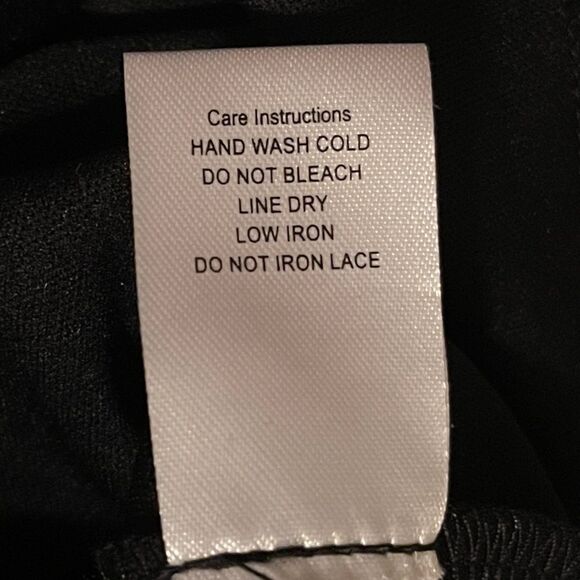 Care Instructions
HAND WASH COLD
DO NOT BLEACH
LINE DRY
LOW IRON
DO NOT IRON LACE